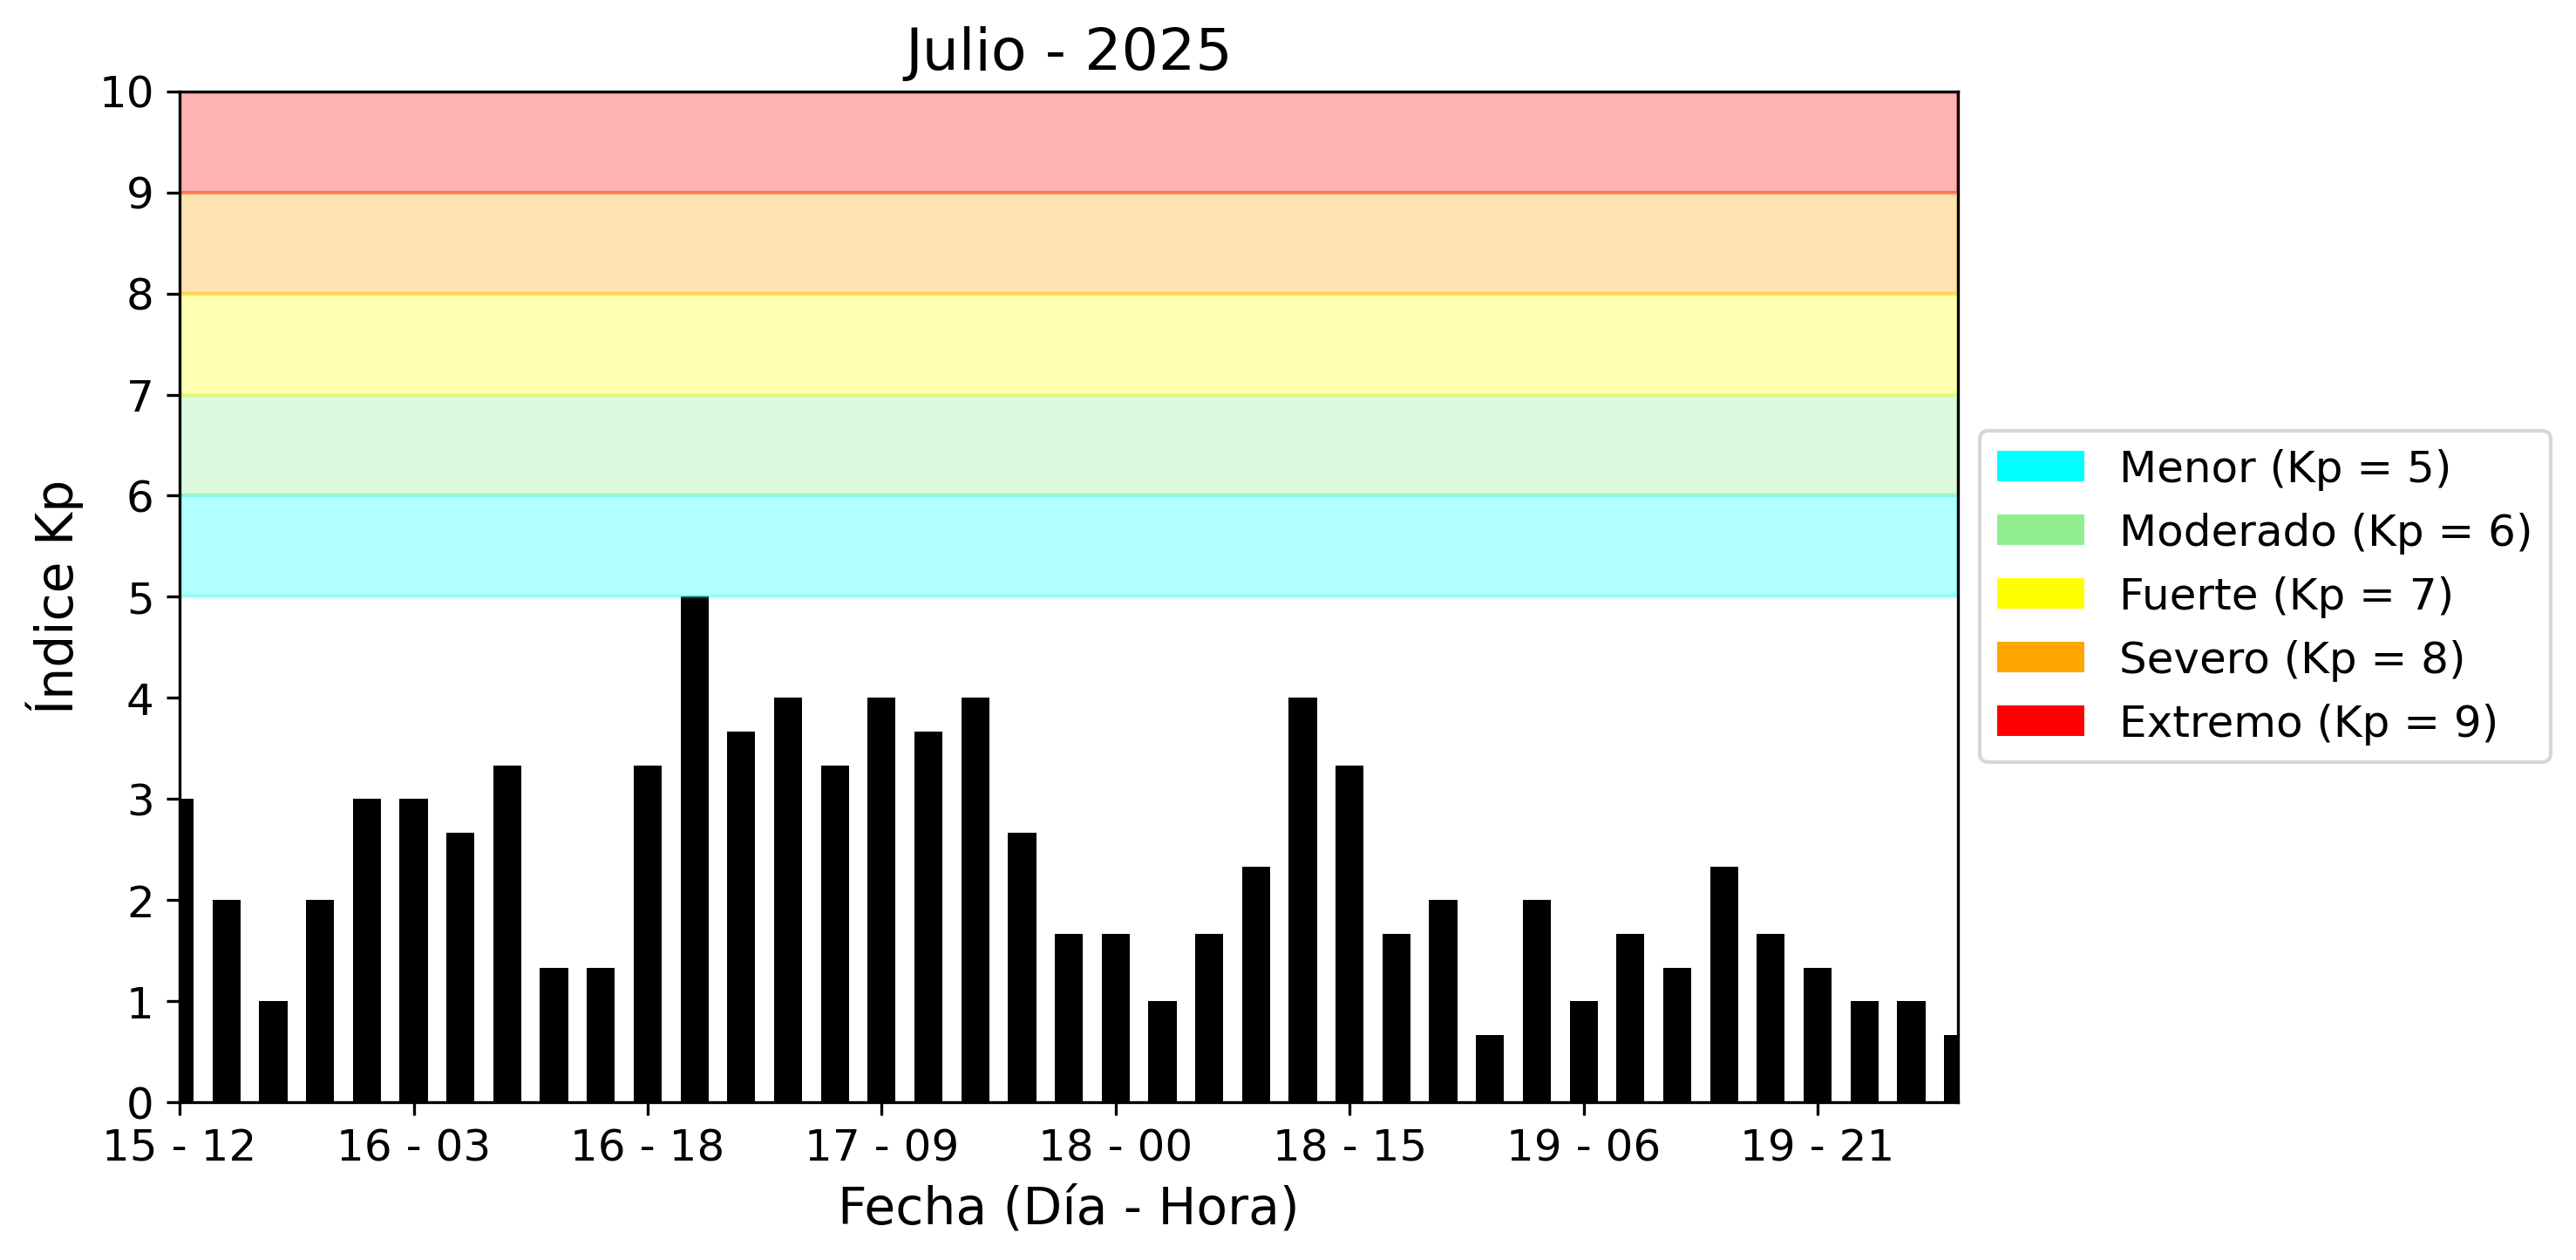 Julio - 2025
10
9
8
7
6
5
4
3
2
1
0
Índice Kp
15 - 12
16 - 03
16 - 18
17 - 09
18 - 00
18 - 15
19 - 06
19 - 21
Fecha (Día - Hora)
Menor (Kp = 5)
Moderado (Kp = 6)
Fuerte (Kp = 7)
Severo (Kp = 8)
Extremo (Kp = 9)